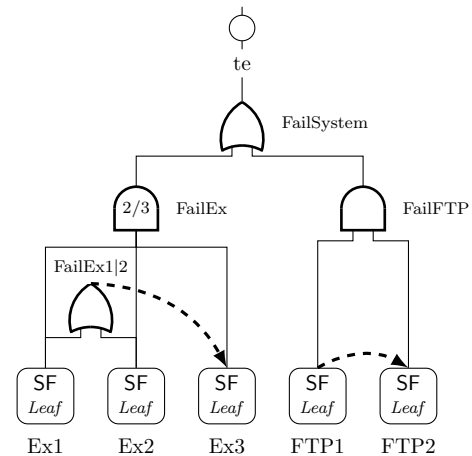 te
FailSystem
2/3 FailEx FailFTP
FailEx1|2
SF SF SF SF SF
Leaf Leaf Leaf Leaf Leaf
Ex1 Ex2 Ex3 FTP1 FTP2